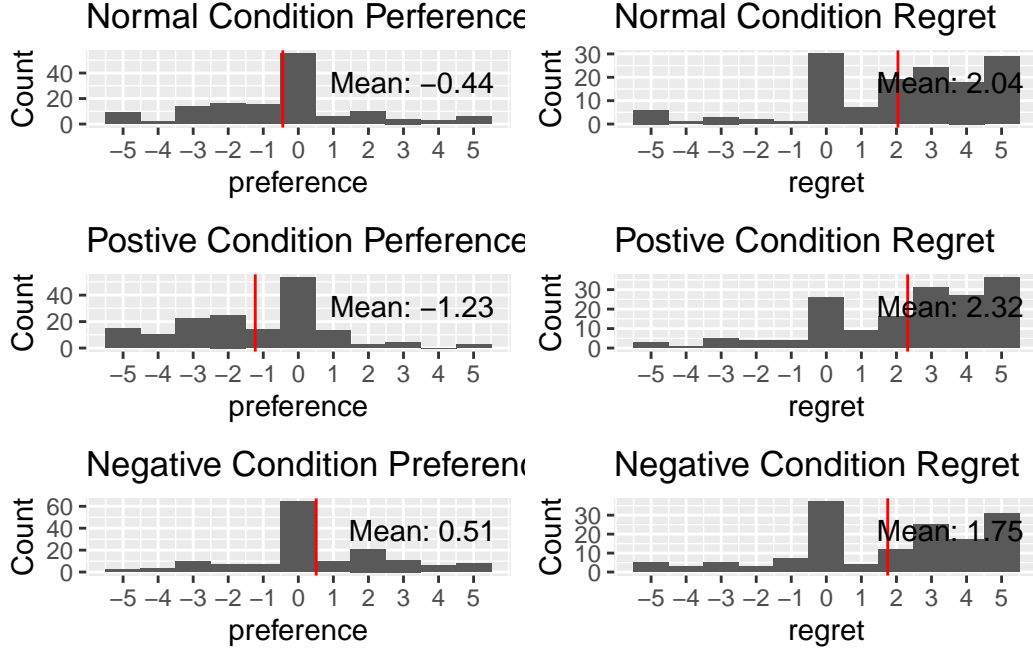 Normal Condition Perference
Count
40
20
0
Mean: −0.44
−5 −4 −3 −2 −1 0 1 2 3 4 5
preference
Normal Condition Regret
Count
30
20
10
0
Mean: 2.04
−5 −4 −3 −2 −1 0 1 2 3 4 5
regret
Postive Condition Perference
Count
40
20
0
Mean: −1.23
−5 −4 −3 −2 −1 0 1 2 3 4 5
preference
Postive Condition Regret
Count
30
20
10
0
Mean: 2.32
−5 −4 −3 −2 −1 0 1 2 3 4 5
regret
Negative Condition Preferenc
Count
60
40
20
0
Mean: 0.51
−5 −4 −3 −2 −1 0 1 2 3 4 5
preference
Negative Condition Regret
Count
30
20
10
0
Mean: 1.75
−5 −4 −3 −2 −1 0 1 2 3 4 5
regret